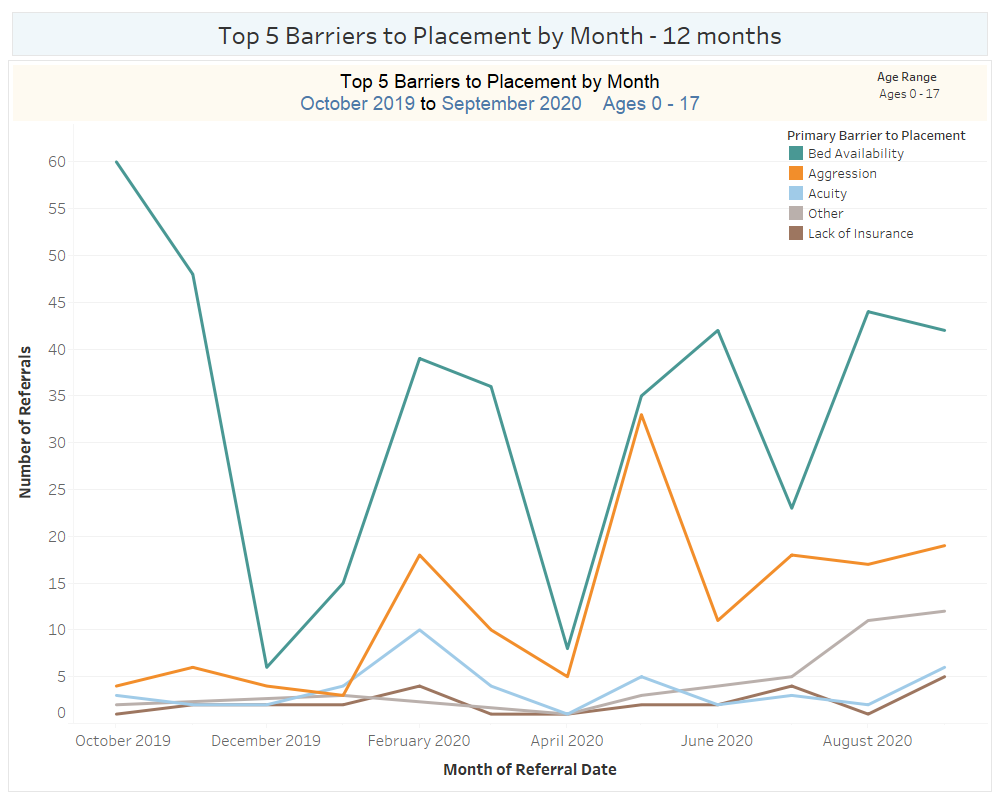 Top 5 Barriers to Placement by Month - 12 months
Top 5 Barriers to Placement by Month
October 2019 to September 2020 Ages 0 - 17
Age Range
Ages 0 - 17
Primary Barrier to Placement
Bed Availability
Aggression
Acuity
Other
Lack of Insurance
Number of Referrals
60
55
50
45
40
35
30
25
20
15
10
5
0
October 2019 December 2019 February 2020 April 2020 June 2020 August 2020
Month of Referral Date